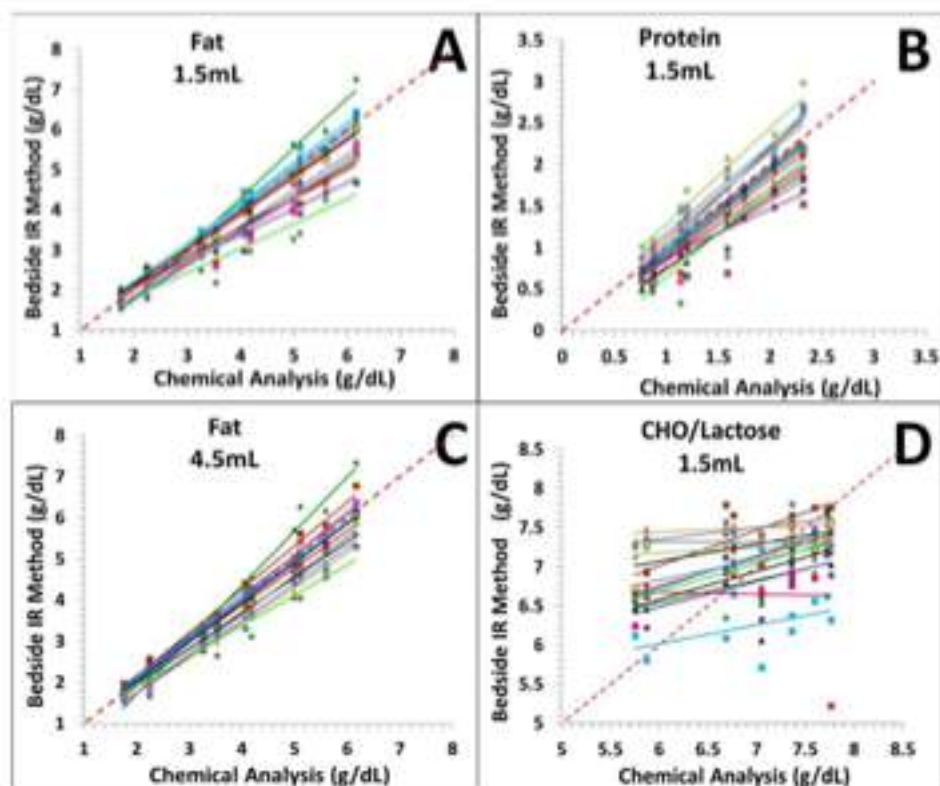 Fat
1.5mL
A
Bedside IR Method (g/dL)
8
7
6
5
4
3
2
1
1 2 3 4 5 6 7 8
Chemical Analysis (g/dL)
Protein
1.5mL
B
Bedside IR Method (g/dL)
3.5
3
2.5
2
1.5
1
0.5
0
0 0.5 1 1.5 2 2.5 3 3.5
Chemical Analysis (g/dL)
Fat
4.5mL
C
Bedside IR Method (g/dL)
8
7
6
5
4
3
2
1
1 2 3 4 5 6 7 8
Chemical Analysis (g/dL)
CHO/Lactose
1.5mL
D
Bedside IR Method (g/dL)
8.5
8
7.5
7
6.5
6
5.5
5
5 5.5 6 6.5 7 7.5 8 8.5
Chemical Analysis (g/dL)